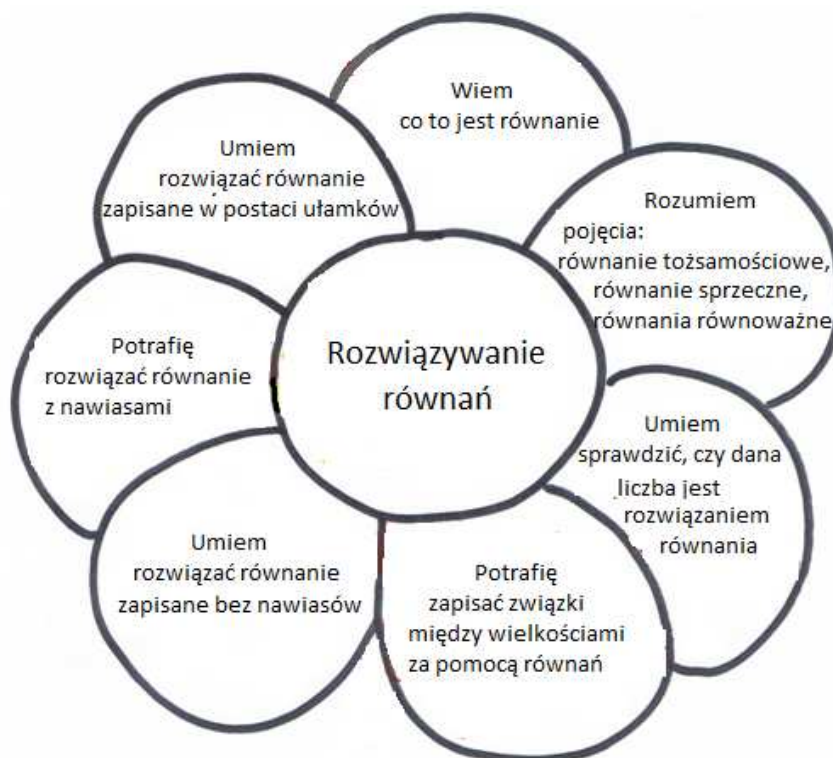 Wiem
co to jest równanie
Rozumiem
pojęcia:
równanie tożsamościowe,
równanie sprzeczne,
równania równoważne
Umiem
sprawdzić, czy dana
liczba jest
rozwiązaniem
równania
Potrafię
zapisać związki
między wielkościami
za pomocą równań
Umiem
rozwiązać równanie
zapisane bez nawiasów
Potrafię
rozwiązać równanie
z nawiasami
Umiem
rozwiązać równanie
zapisane w postaci ułamków
Rozwiązywanie
równań